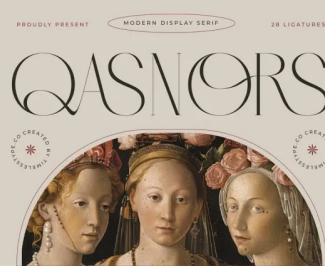 PROUDLY PRESENT
MODERN DISPLAY SERIF
28 LIGATURES
QASNORS
CREATED BY TIMELESSTYPE.CO
CREATED BY TIMELESSTYPE.CO